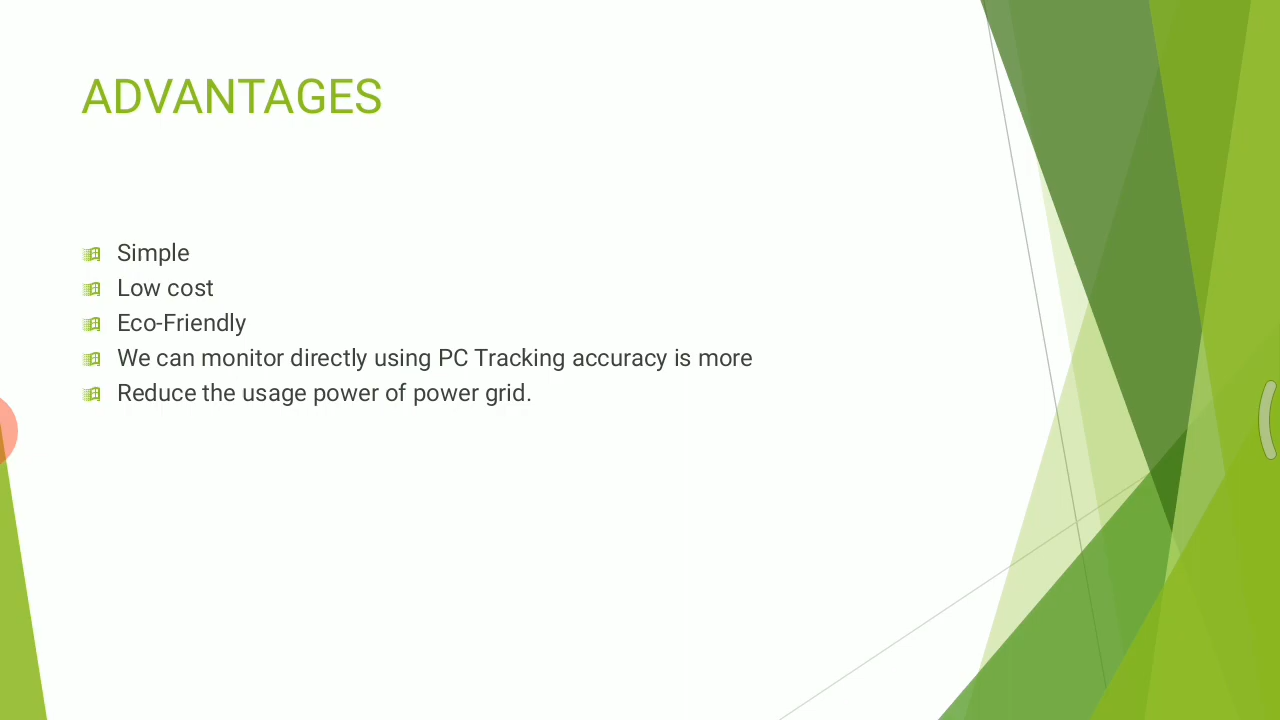 ADVANTAGES
Simple
Low cost
Eco-Friendly
We can monitor directly using PC Tracking accuracy is more
Reduce the usage power of power grid.